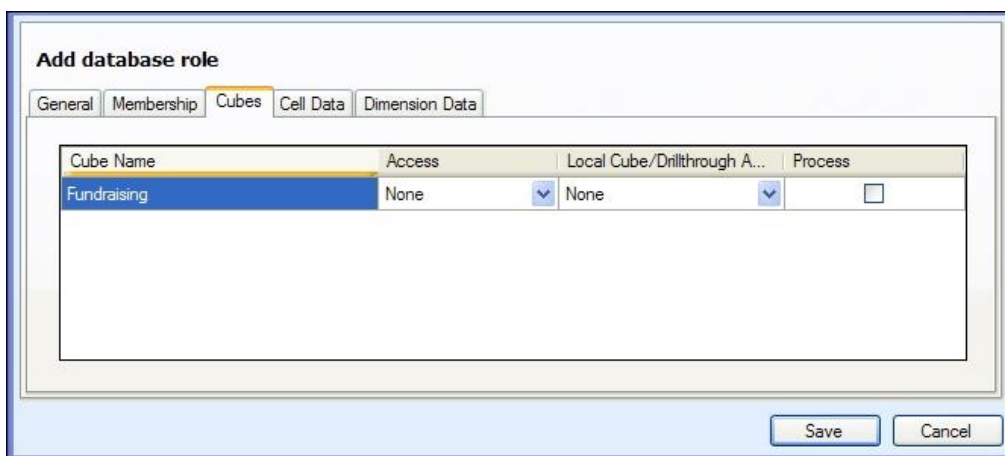 Add database role
General Membership Cubes Cell Data Dimension Data
Cube Name Access Local Cube/Drillthrough A... Process
Fundraising None None
Save Cancel